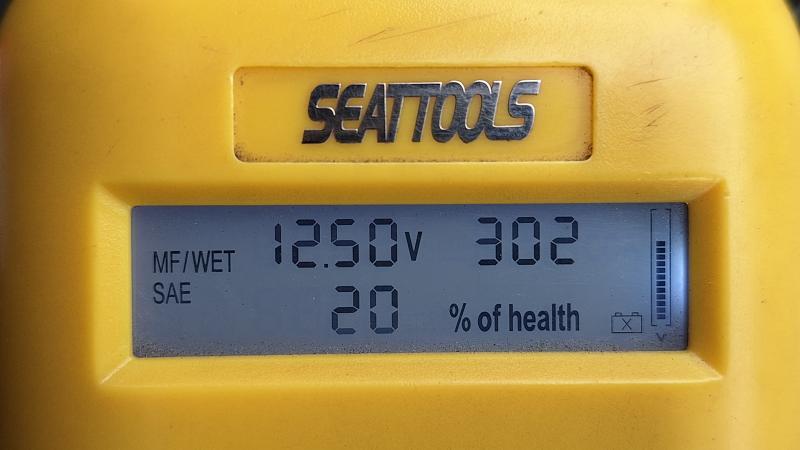 SEATTOOLS
MF/WET 12.50V 302
SAE 20 % of health
V